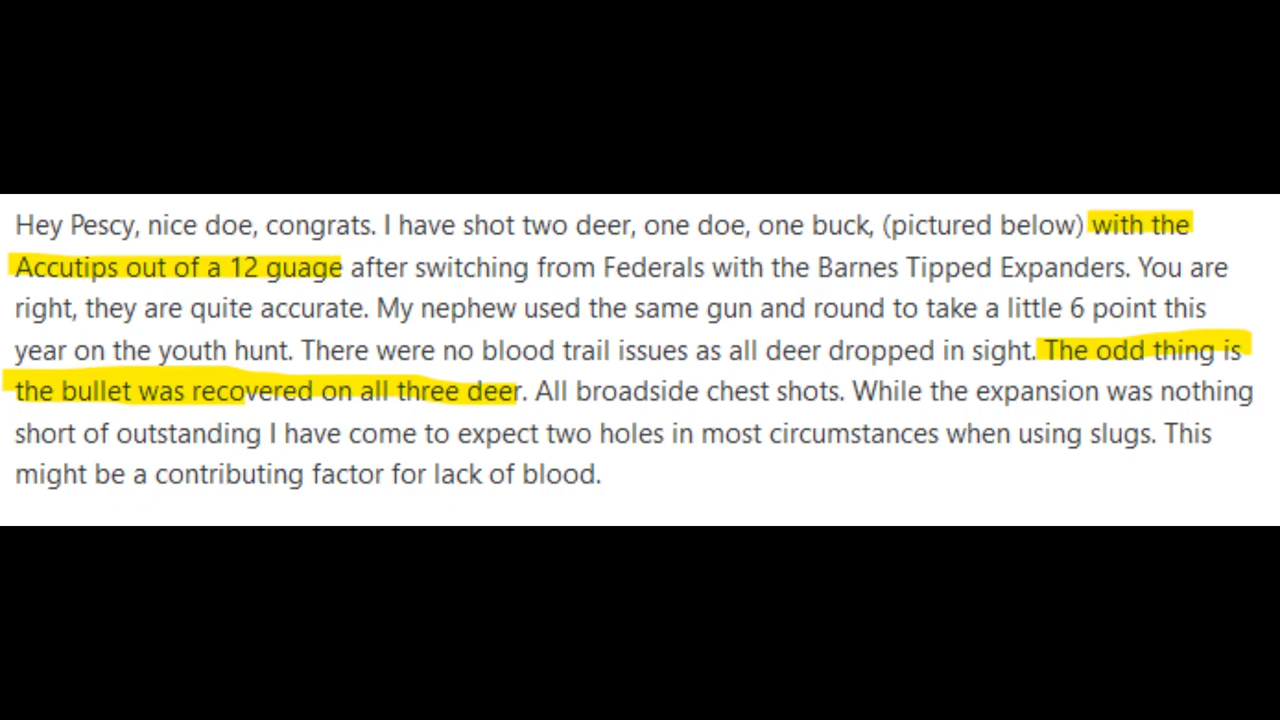 Hey Pescy, nice doe, congrats. I have shot two deer, one doe, one buck, (pictured below) with the
Accutips out of a 12 guage after switching from Federals with the Barnes Tipped Expanders. You are
right, they are quite accurate. My nephew used the same gun and round to take a little 6 point this
year on the youth hunt. There were no blood trail issues as all deer dropped in sight. The odd thing is
the bullet was recovered on all three deer. All broadside chest shots. While the expansion was nothing
short of outstanding I have come to expect two holes in most circumstances when using slugs. This
might be a contributing factor for lack of blood.